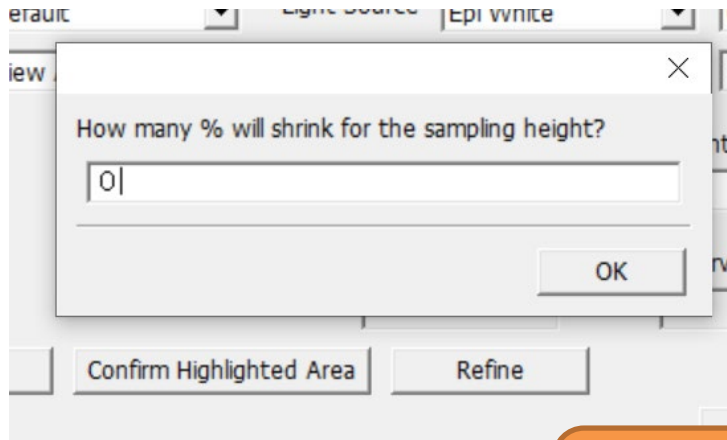 Light Source Epi White
How many % will shrink for the sampling height?
0
OK
Confirm Highlighted Area Refine